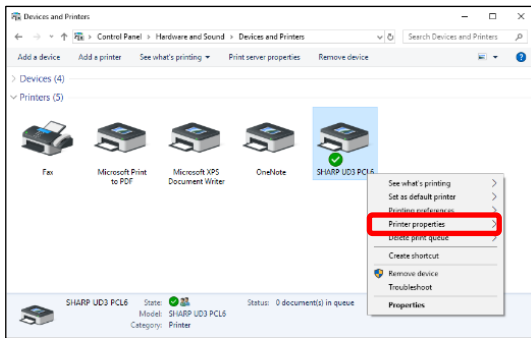 Devices and Printers
Control Panel > Hardware and Sound > Devices and Printers
Search Devices and Printers
Add a device Add a printer See what's printing Print server properties Remove device
Devices (4)
Printers (5)
Fax
Microsoft Print to PDF
Microsoft XPS Document Writer
OneNote
SHARP UD3 PCL6
See what's printing
Set as default printer
Printing preferences
Printer properties
Delete print queue
Create shortcut
Remove device
Troubleshoot
Properties
SHARP UD3 PCL6 State: Status: 0 document(s) in queue
Model: SHARP UD3 PCL6
Category: Printer